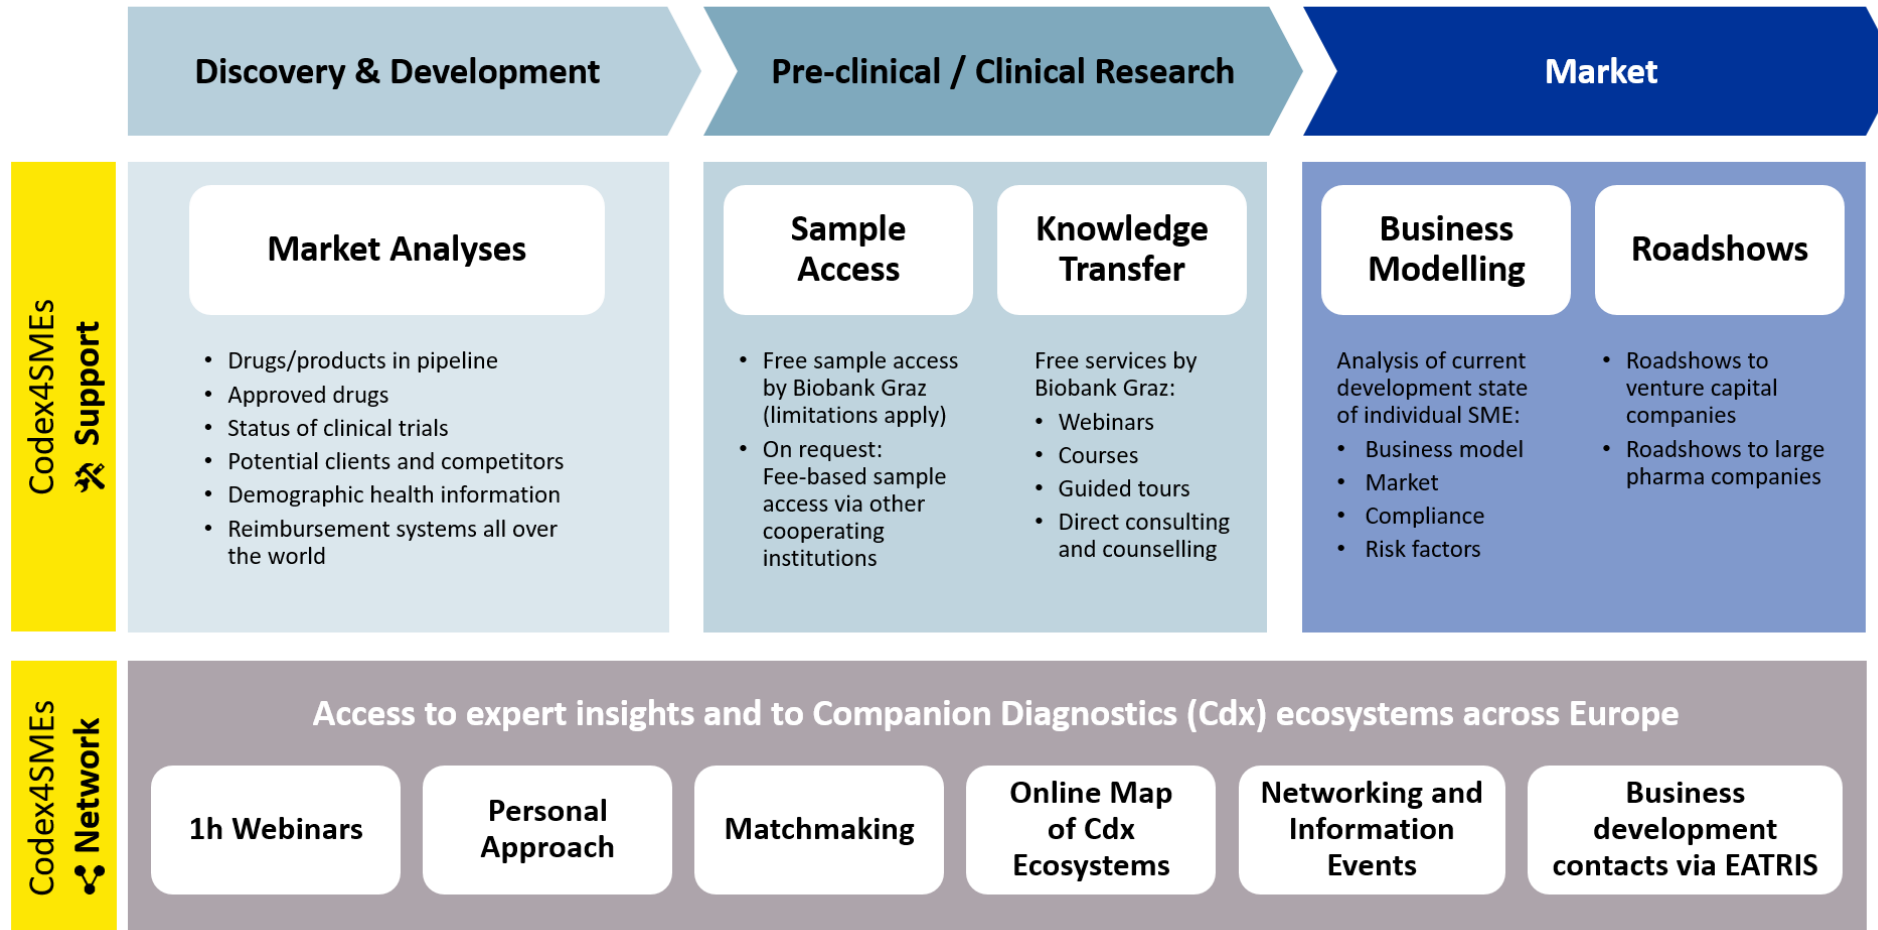 Discovery & Development
Pre-clinical / Clinical Research
Market
Codex4SMEs
Support
Market Analyses
• Drugs/products in pipeline
• Approved drugs
• Status of clinical trials
• Potential clients and competitors
• Demographic health information
• Reimbursement systems all over
the world
Sample
Access
• Free sample access
by Biobank Graz
(limitations apply)
• On request:
Fee-based sample
access via other
cooperating
institutions
Knowledge
Transfer
Free services by
Biobank Graz:
• Webinars
• Courses
• Guided tours
• Direct consulting
and counselling
Business
Modelling
Analysis of current
development state
of individual SME:
• Business model
• Market
• Compliance
• Risk factors
Roadshows
• Roadshows to
venture capital
companies
• Roadshows to large
pharma companies
Codex4SMEs
Network
Access to expert insights and to Companion Diagnostics (Cdx) ecosystems across Europe
1h Webinars
Personal
Approach
Matchmaking
Online Map
of Cdx
Ecosystems
Networking and
Information
Events
Business
development
contacts via EATRIS